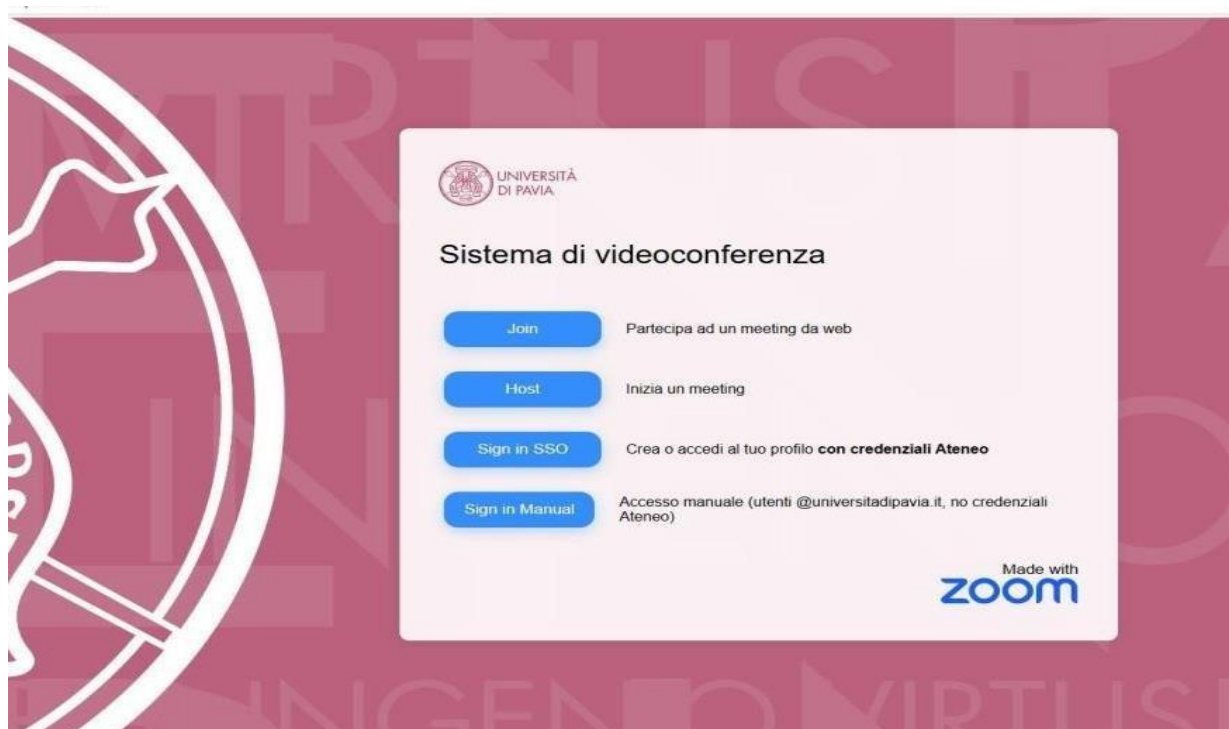 UNIVERSITÀ
DI PAVIA
Sistema di videoconferenza
Join
Partecipa ad un meeting da web
Host
Inizia un meeting
Sign in SSO
Crea o accedi al tuo profilo con credenziali Ateneo
Sign in Manual
Accesso manuale (utenti @universitadipavia.it, no credenziali
Ateneo)
Made with
zoom
INGENIO VIRTUS